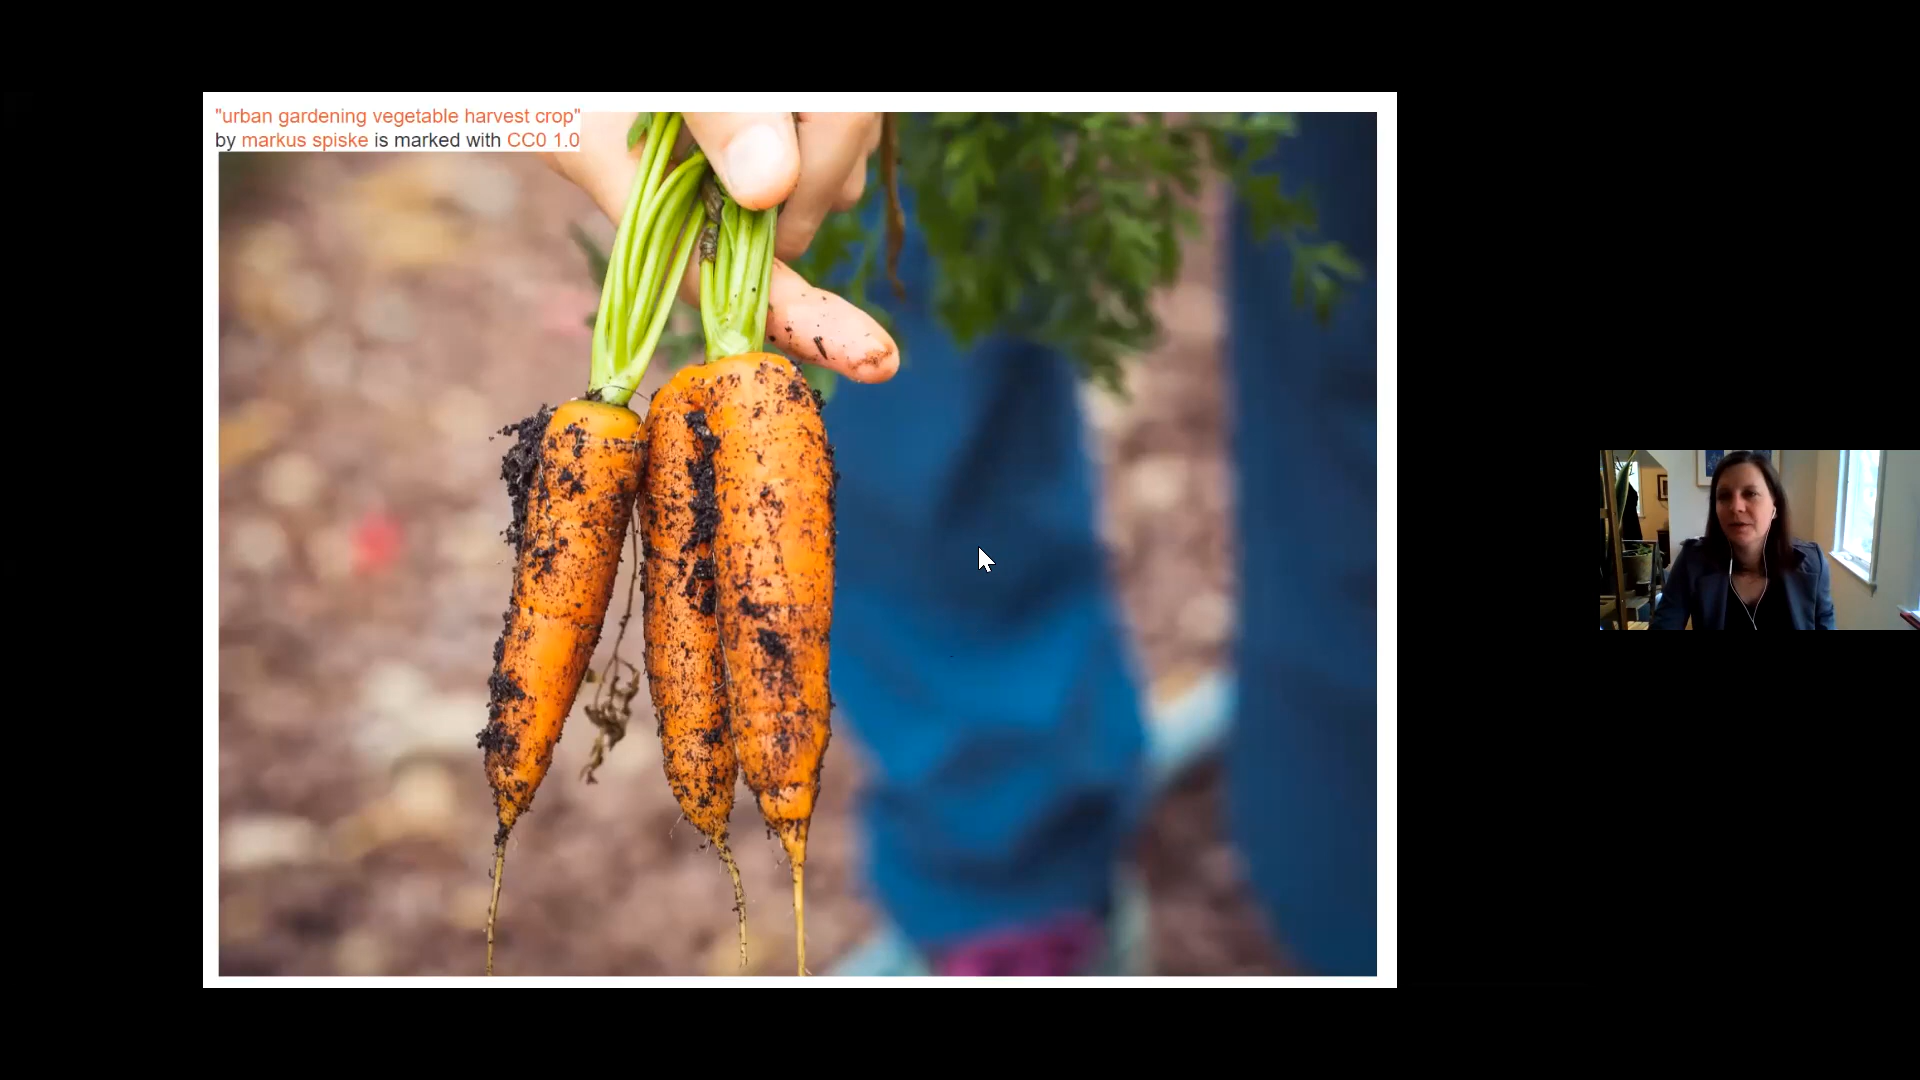 "urban gardening vegetable harvest crop"
by markus spiske is marked with CC0 1.0